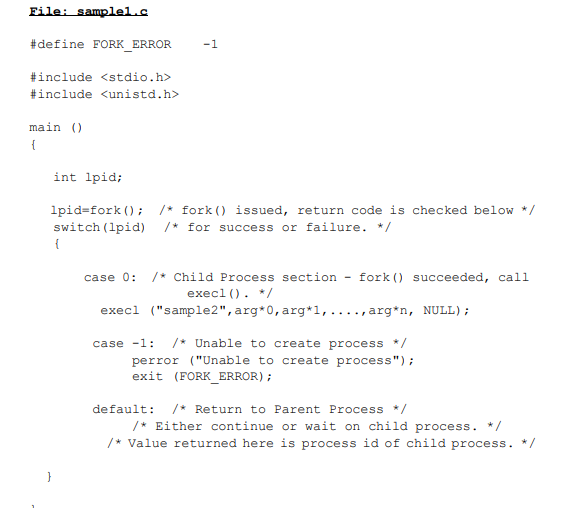 File: sample1.c
#define FORK_ERROR -1
#include <stdio.h>
#include <unistd.h>
main ()
{
int lpid;
lpid=fork(); /* fork() issued, return code is checked below */
switch(lpid) /* for success or failure. */
{
case 0: /* Child Process section - fork() succeeded, call
execl(). */
execl ("sample2",arg*0,arg*1,....,arg*n, NULL);
case -1: /* Unable to create process */
perror ("Unable to create process");
exit (FORK_ERROR);
default: /* Return to Parent Process */
/* Either continue or wait on child process. */
/* Value returned here is process id of child process. */
}